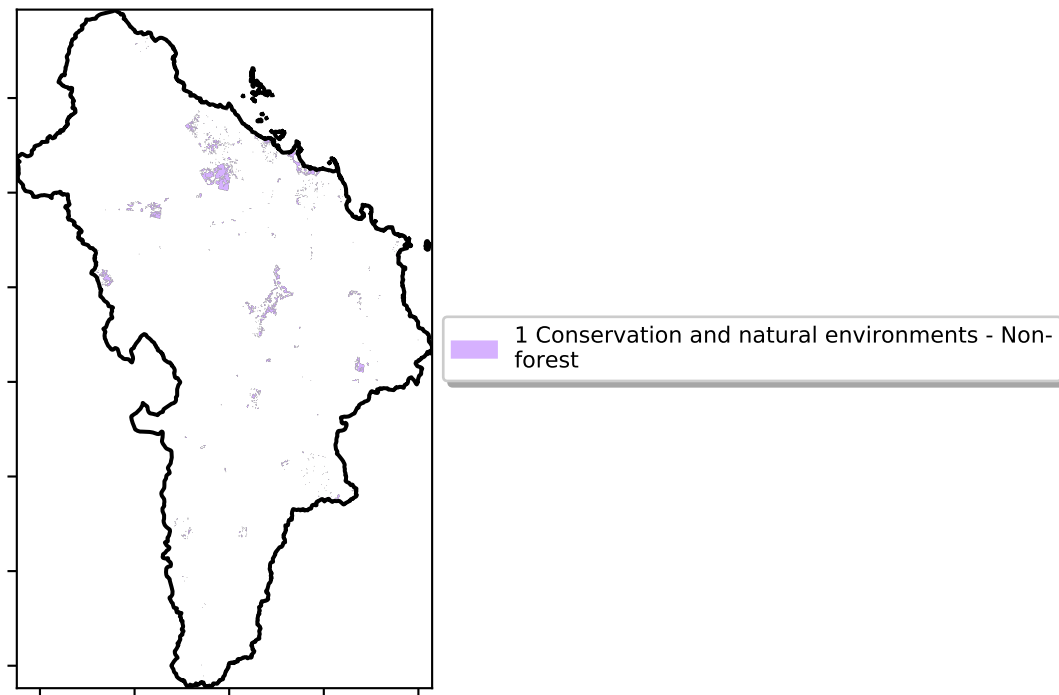 1 Conservation and natural environments - Non-
forest